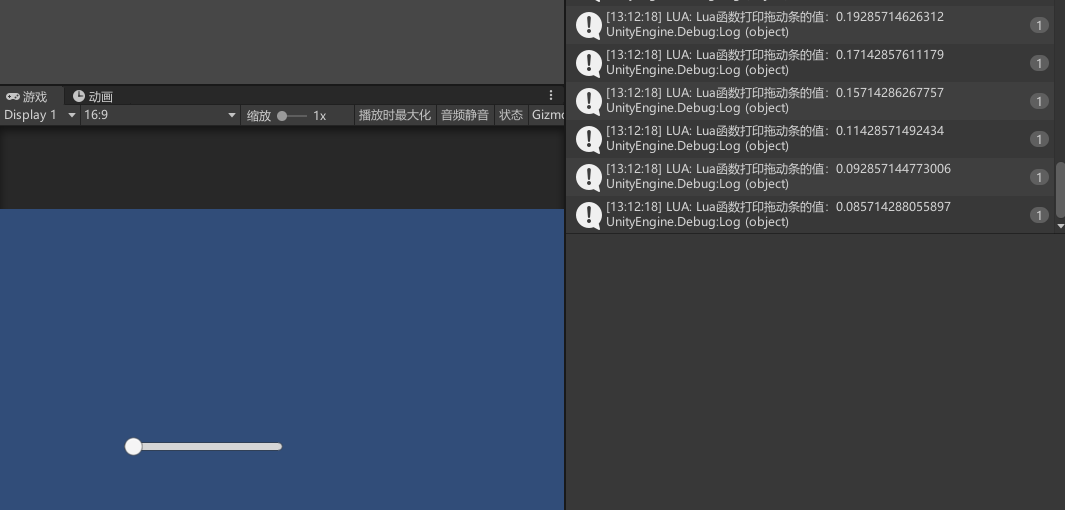 [13:12:18] LUA: Lua函数打印拖动条的值：0.19285714626312
UnityEngine.Debug:Log (object)
1
[13:12:18] LUA: Lua函数打印拖动条的值：0.17142857611179
UnityEngine.Debug:Log (object)
1
[13:12:18] LUA: Lua函数打印拖动条的值：0.15714286267757
UnityEngine.Debug:Log (object)
1
[13:12:18] LUA: Lua函数打印拖动条的值：0.11428571492434
UnityEngine.Debug:Log (object)
1
[13:12:18] LUA: Lua函数打印拖动条的值：0.092857144773006
UnityEngine.Debug:Log (object)
1
[13:12:18] LUA: Lua函数打印拖动条的值：0.085714288055897
UnityEngine.Debug:Log (object)
1
游戏 动画
Display 1 16:9 缩放 1x 播放时最大化 音频静音 状态 Gizmo